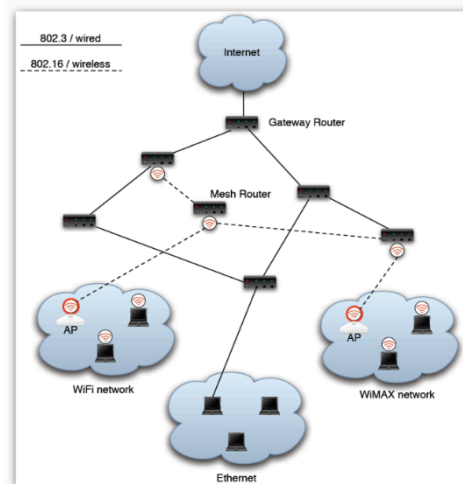 802.3 / wired
802.16 / wireless
Internet
Gateway Router
Mesh Router
AP
WiFi network
AP
WiMAX network
Ethernet